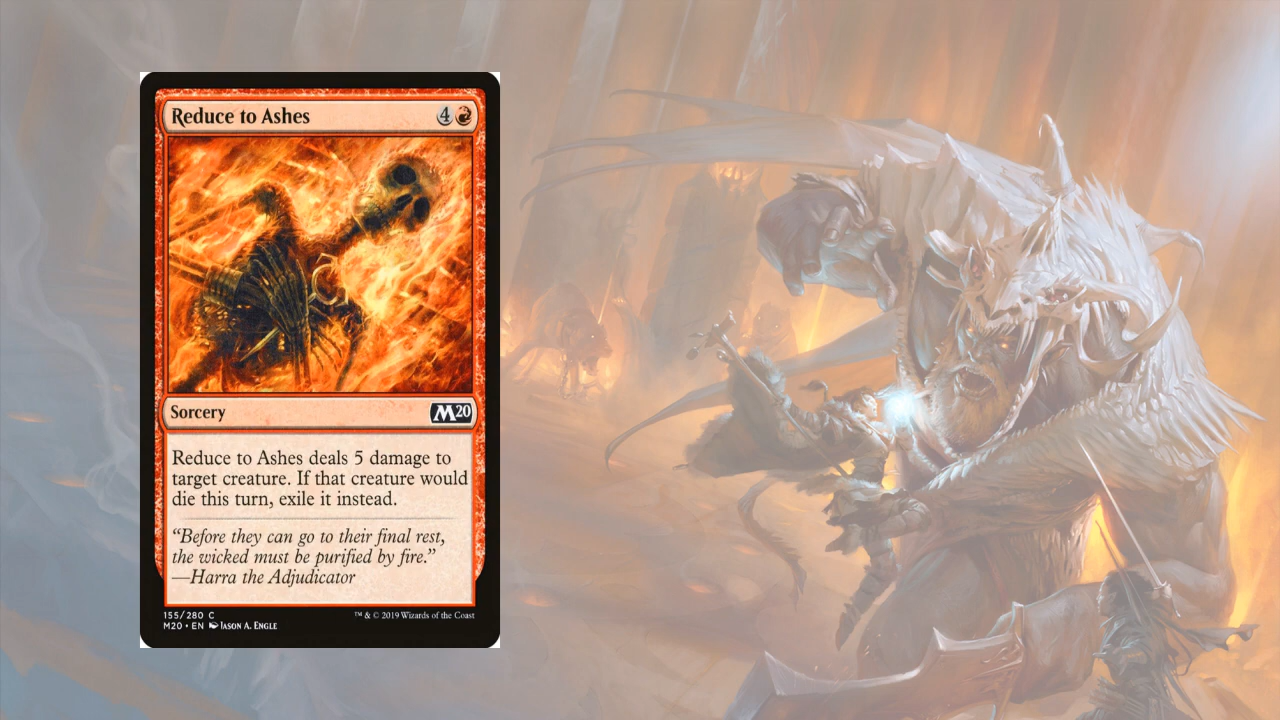 Reduce to Ashes 4
Sorcery M20
Reduce to Ashes deals 5 damage to
target creature. If that creature would
die this turn, exile it instead.
“Before they can go to their final rest,
the wicked must be purified by fire.”
—Harra the Adjudicator
155/280 C ™ & © 2019 Wizards of the Coast
M20 • EN Jason A. Engle